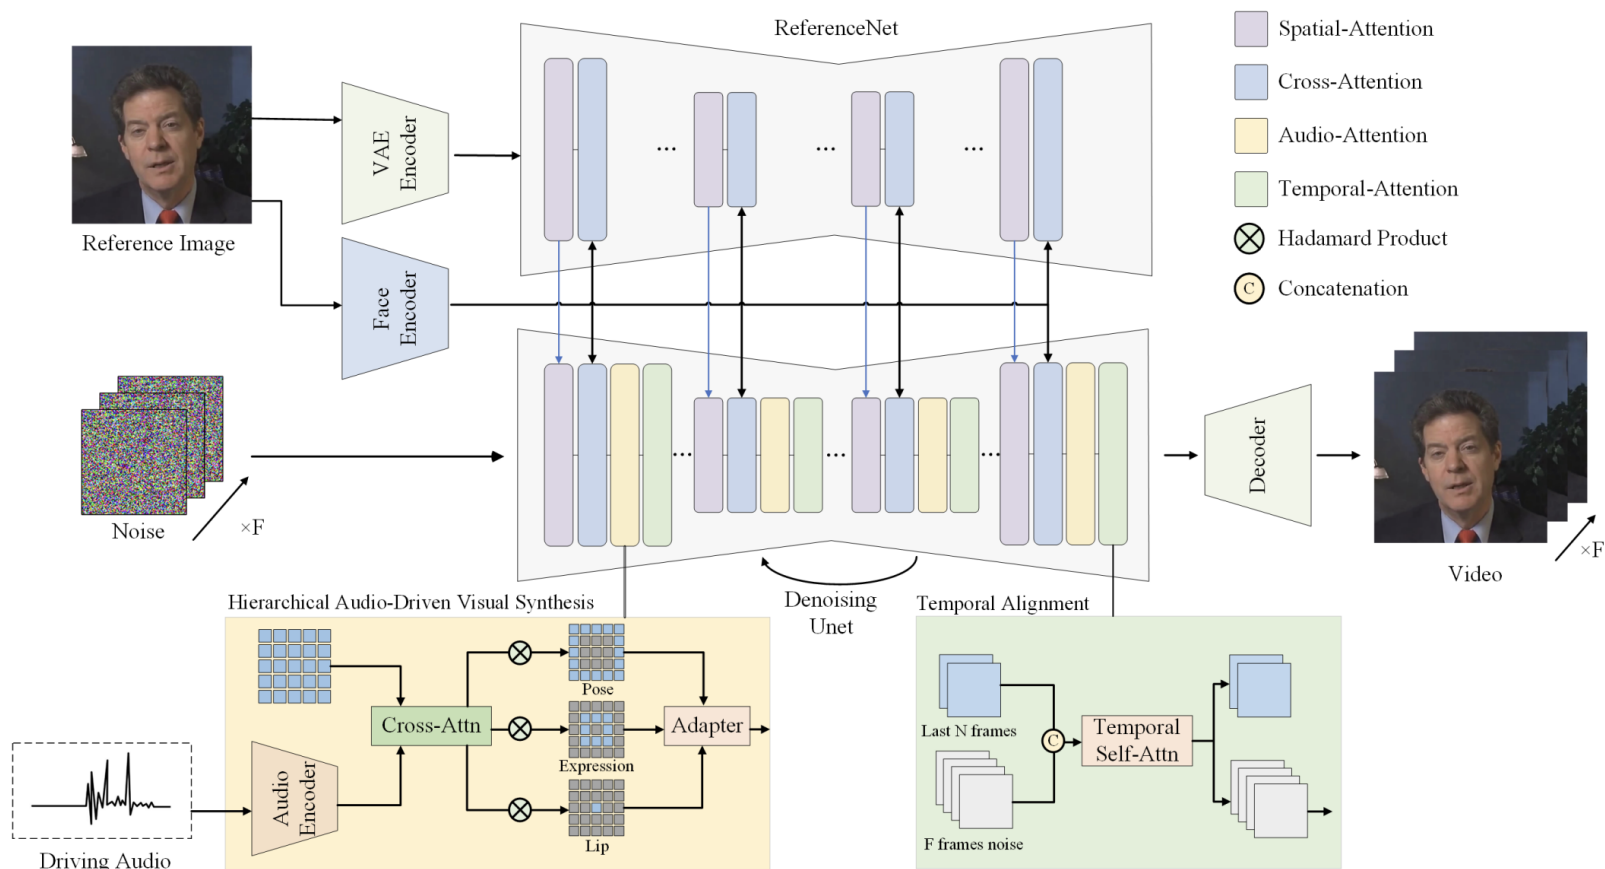 ReferenceNet
Spatial-Attention
Cross-Attention
Audio-Attention
Temporal-Attention
Hadamard Product
C
Concatenation
VAE
Encoder
Reference Image
Face
Encoder
...
...
...
Noise
×F
...
...
...
Decoder
Video
×F
Denoising
Unet
Hierarchical Audio-Driven Visual Synthesis
Cross-Attn
Pose
Expression
Lip
Adapter
Audio
Encoder
Driving Audio
Temporal Alignment
Last N frames
C
Temporal
Self-Attn
F frames noise